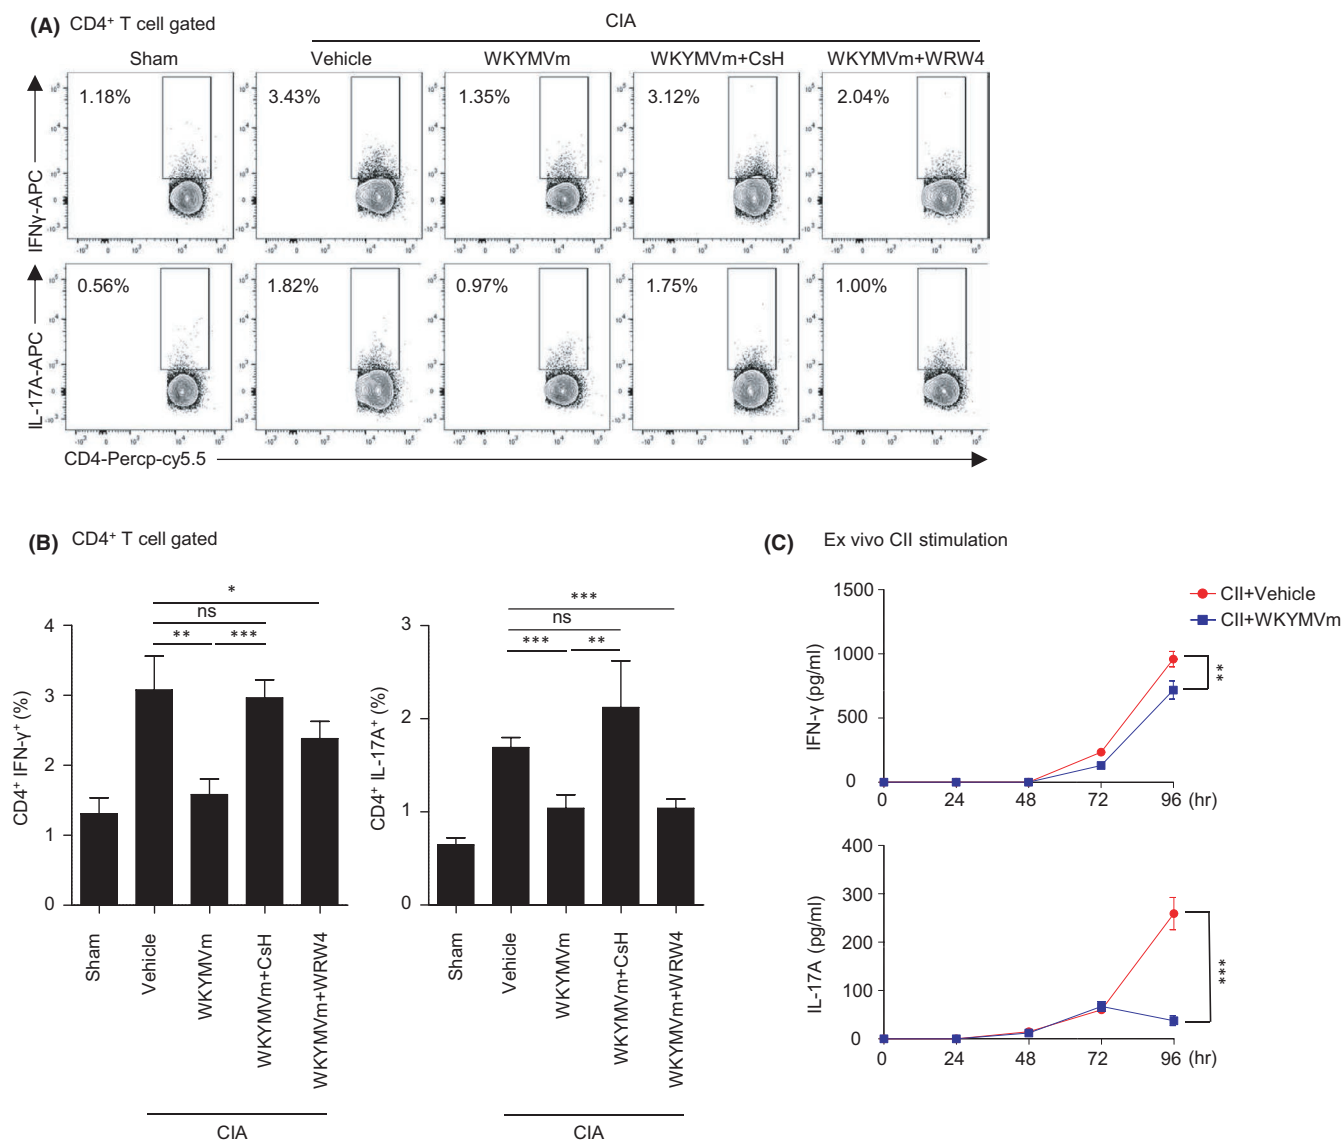 (A) CD4+ T cell gated
CIA
Sham Vehicle WKYMVm WKYMVm+CsH WKYMVm+WRW4
IFNγ-APC
1.18% 3.43% 1.35% 3.12% 2.04%
IL-17A-APC
0.56% 1.82% 0.97% 1.75% 1.00%
CD4-Percp-cy5.5
(B) CD4+ T cell gated
CD4+ IFN-γ+ (%)
4
3
2
1
0
*
ns
** ***
Sham Vehicle WKYMVm WKYMVm+CsH WKYMVm+WRW4
CIA
CD4+ IL-17A+ (%)
3
2
1
0
***
ns
*** **
Sham Vehicle WKYMVm WKYMVm+CsH WKYMVm+WRW4
CIA
(C) Ex vivo CII stimulation
CII+Vehicle
CII+WKYMVm
IFN-γ (pg/ml)
1500
1000
500
0
**
0 24 48 72 96 (hr)
IL-17A (pg/ml)
400
300
200
100
0
***
0 24 48 72 96 (hr)